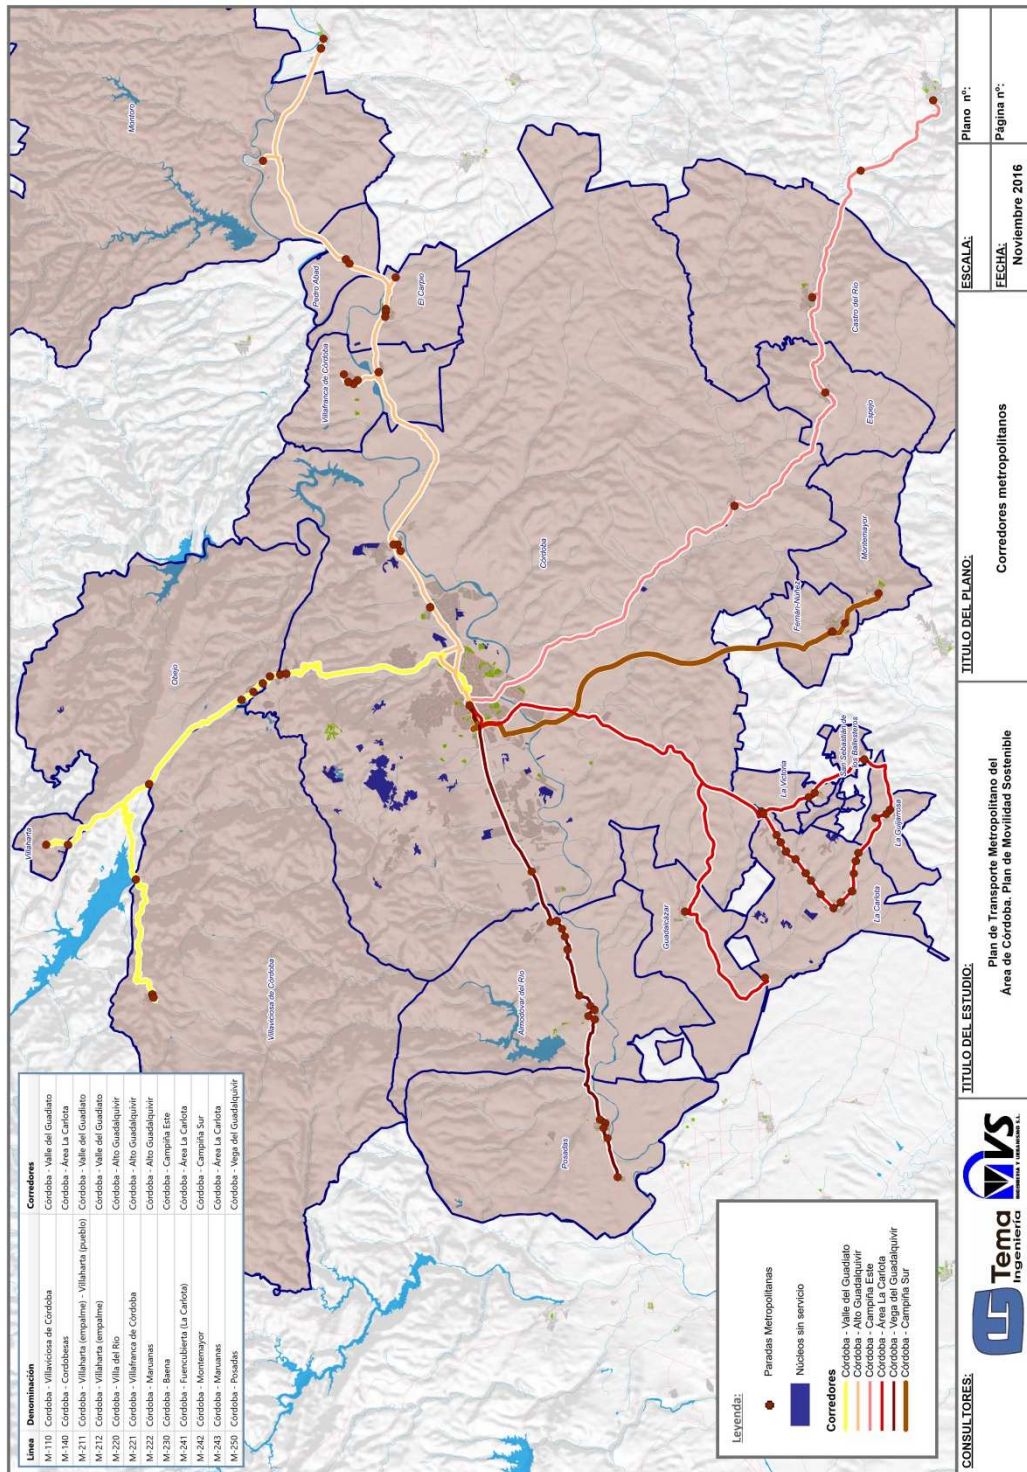 Línea Denominación Corredores
M-110 Córdoba - Villaviciosa de Córdoba Córdoba - Valle del Guadiato
M-140 Córdoba - Cordobesas Córdoba - Área La Carlota
M-211 Córdoba - Villaharta (empalme) - Villaharta (pueblo) Córdoba - Valle del Guadiato
M-212 Córdoba - Villaharta (empalme) Córdoba - Valle del Guadiato
M-220 Córdoba - Villa del Río Córdoba - Alto Guadalquivir
M-221 Córdoba - Villafranca de Córdoba Córdoba - Alto Guadalquivir
M-222 Córdoba - Maruanas Córdoba - Alto Guadalquivir
M-230 Córdoba - Baena Córdoba - Campiña Este
M-241 Córdoba - Fuencubierta (La Carlota) Córdoba - Área La Carlota
M-242 Córdoba - Montemayor Córdoba - Campiña Sur
M-243 Córdoba - Maruanas Córdoba - Área La Carlota
M-250 Córdoba - Posadas Córdoba - Vega del Guadalquivir
Villaharta
Obejo
Montoro
Pedro Abad
El Carpio
Villafranca de Córdoba
Villaviciosa de Córdoba
Córdoba
Posadas
Almodóvar del Río
Guadalcázar
La Victoria
San Sebastián de
los Ballesteros
La Guijarrosa
La Carlota
Fernán-Núñez
Montemayor
Espejo
Castro del Río
Leyenda:
Paradas Metropolitanas
Núcleos sin servicio
Corredores
Córdoba - Valle del Guadiato
Córdoba - Alto Guadalquivir
Córdoba - Campiña Este
Córdoba - Área La Carlota
Córdoba - Vega del Guadalquivir
Córdoba - Campiña Sur
CONSULTORES:
Tema
Ingeniería
VS
INGENIERÍA Y URBANISMO S.L.
TITULO DEL ESTUDIO:
Plan de Transporte Metropolitano del
Área de Córdoba. Plan de Movilidad Sostenible
TITULO DEL PLANO:
Corredores metropolitanos
ESCALA:
FECHA:
Noviembre 2016
Plano nº:
Página nº: